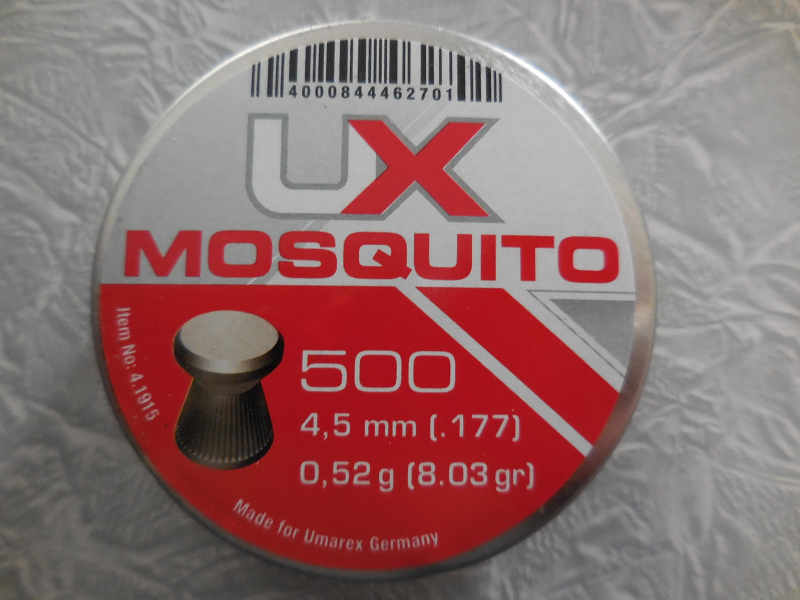 4000844462701
UX
MOSQUITO
500
4,5 mm (.177)
0,52 g (8.03 gr)
Item No: 4.1915
Made for Umarex Germany